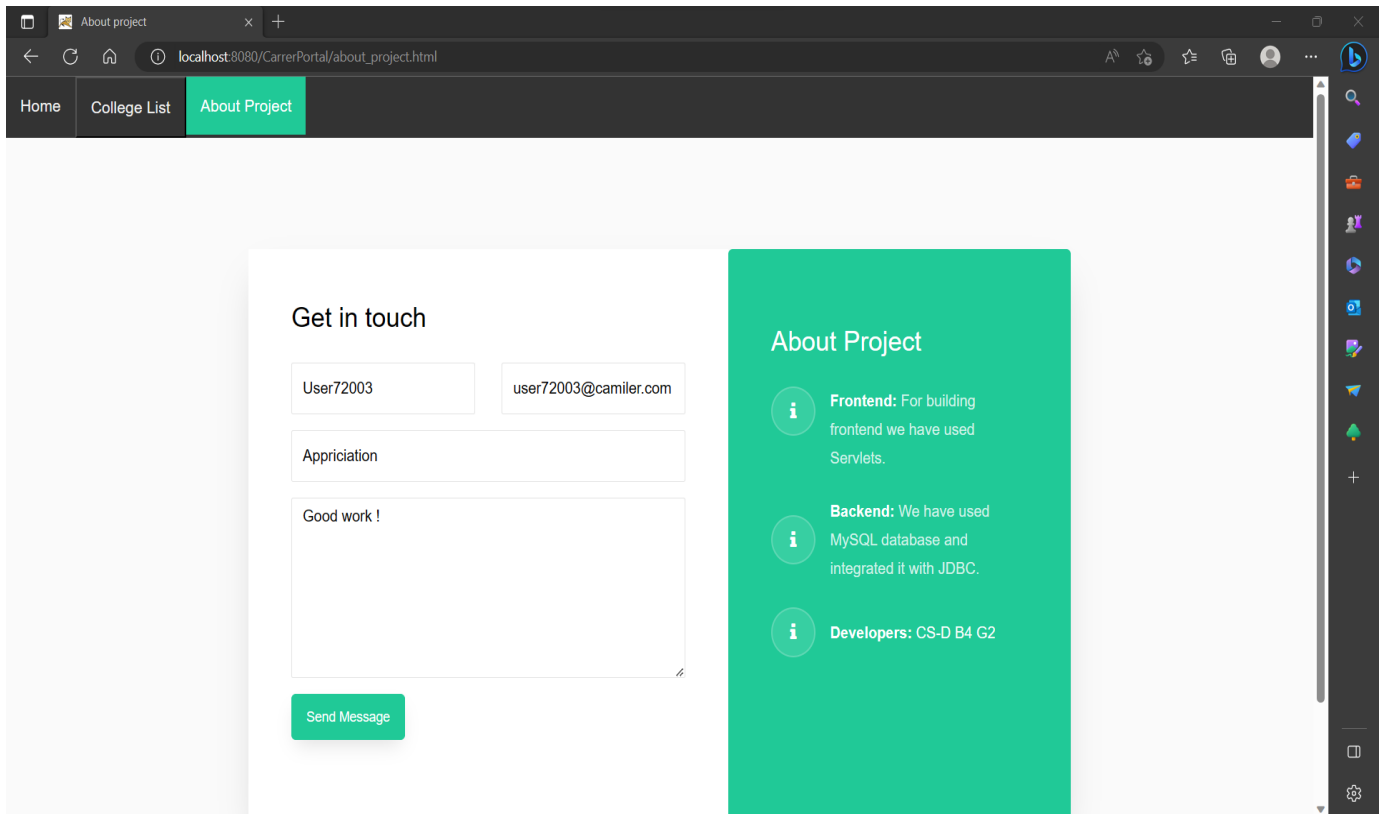 About project
localhost:8080/CarrerPortal/about_project.html
Home
College List
About Project
Get in touch
User72003
user72003@camiler.com
Appriciation
Good work !
Send Message
About Project
Frontend: For building
frontend we have used
Servlets.
Backend: We have used
MySQL database and
integrated it with JDBC.
Developers: CS-D B4 G2